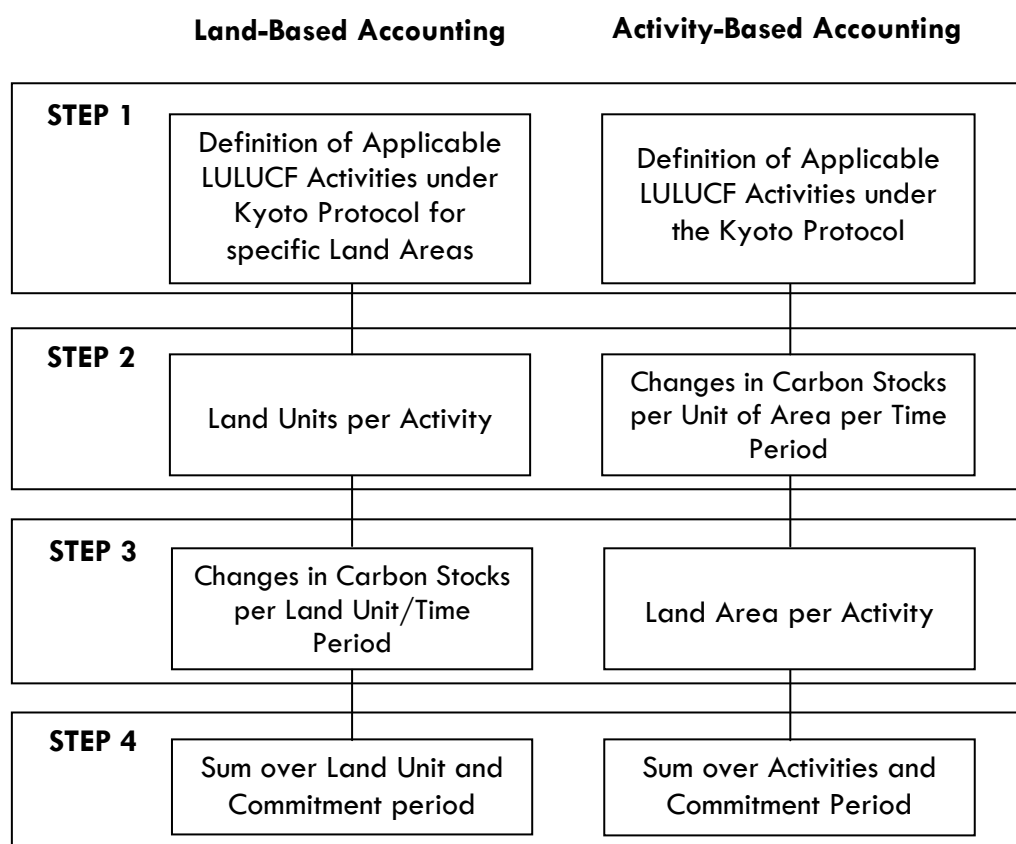 Land-Based Accounting
Activity-Based Accounting
STEP 1
Definition of Applicable
LULUCF Activities under
Kyoto Protocol for
specific Land Areas
Definition of Applicable
LULUCF Activities under
the Kyoto Protocol
STEP 2
Land Units per Activity
Changes in Carbon Stocks
per Unit of Area per Time
Period
STEP 3
Changes in Carbon Stocks
per Land Unit/Time
Period
Land Area per Activity
STEP 4
Sum over Land Unit and
Commitment period
Sum over Activities and
Commitment Period